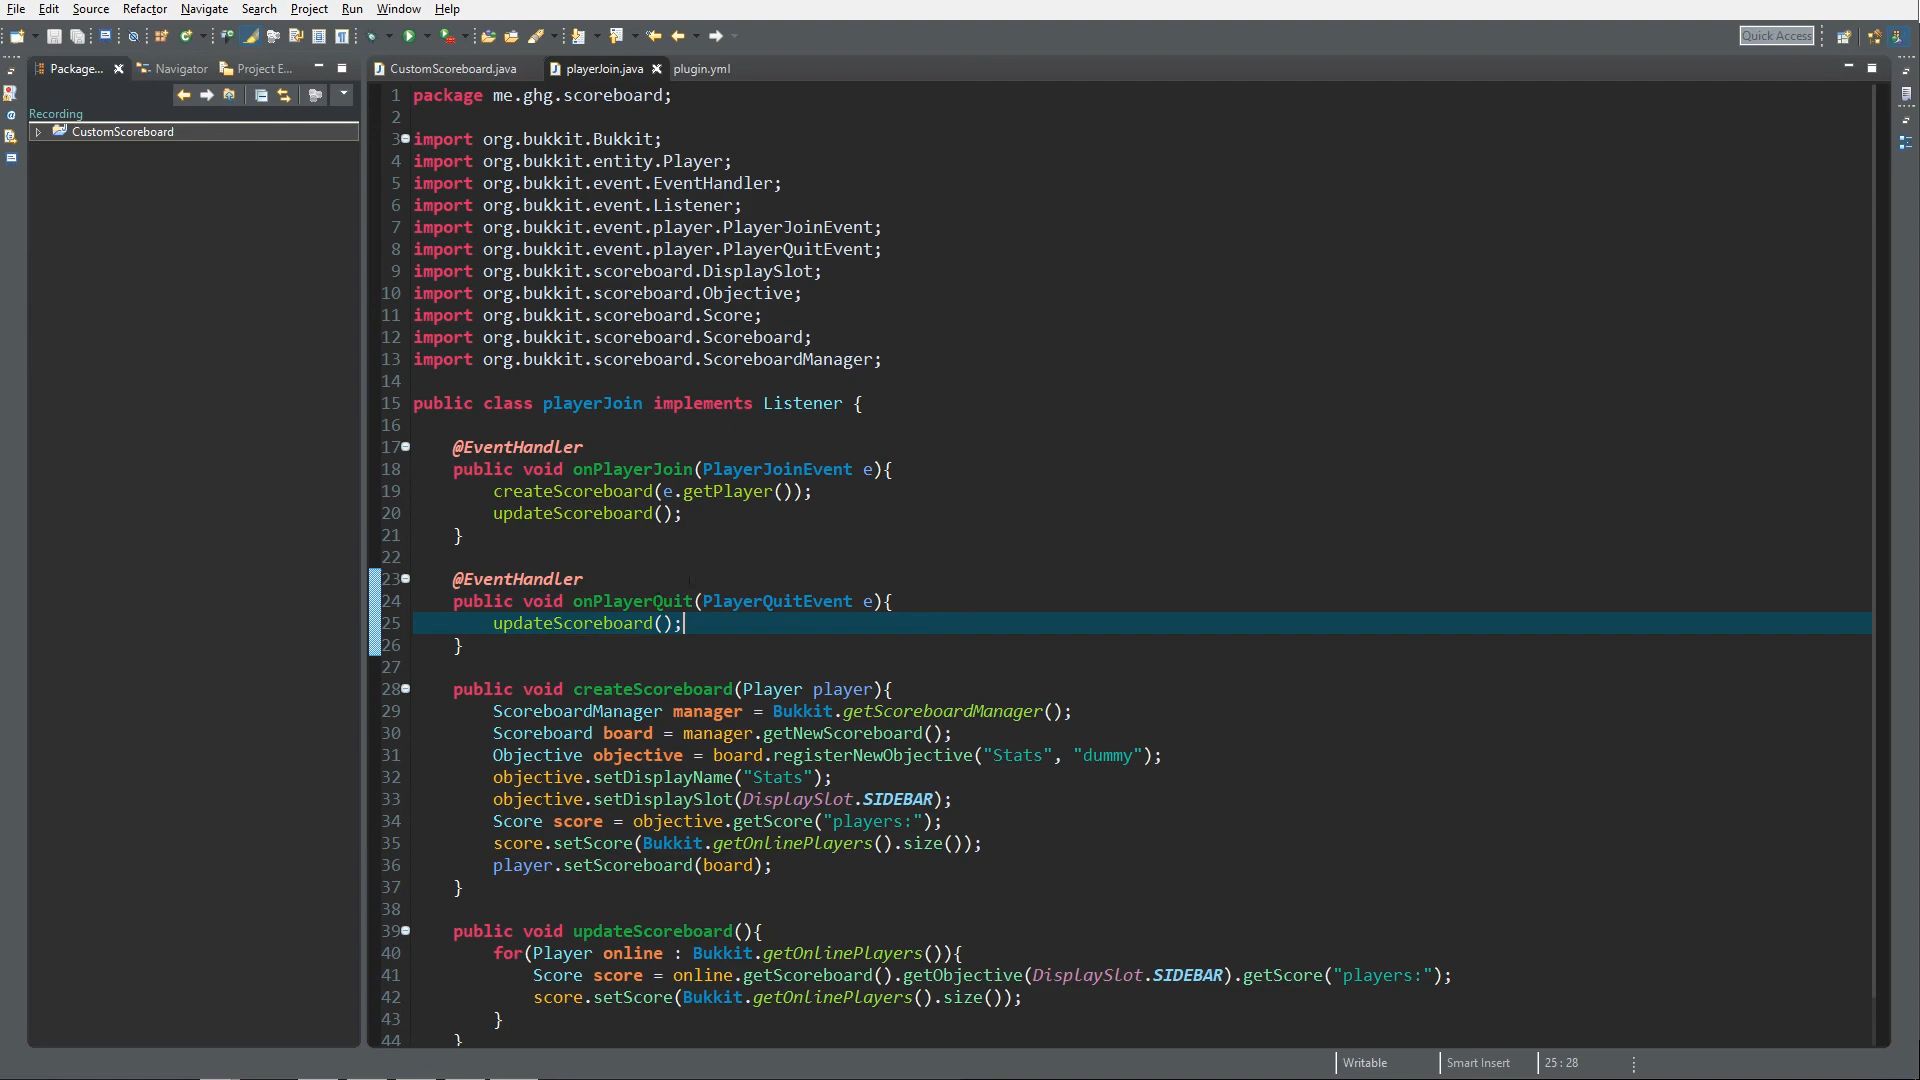 File Edit Source Refactor Navigate Search Project Run Window Help
Quick Access
Package... Navigator Project E...
CustomScoreboard.java playerJoin.java plugin.yml
Recording
CustomScoreboard
1 package me.ghg.scoreboard;
2
3 import org.bukkit.Bukkit;
4 import org.bukkit.entity.Player;
5 import org.bukkit.event.EventHandler;
6 import org.bukkit.event.Listener;
7 import org.bukkit.event.player.PlayerJoinEvent;
8 import org.bukkit.event.player.PlayerQuitEvent;
9 import org.bukkit.scoreboard.DisplaySlot;
10 import org.bukkit.scoreboard.Objective;
11 import org.bukkit.scoreboard.Score;
12 import org.bukkit.scoreboard.Scoreboard;
13 import org.bukkit.scoreboard.ScoreboardManager;
14
15 public class playerJoin implements Listener {
16
17 @EventHandler
18 public void onPlayerJoin(PlayerJoinEvent e){
19 createScoreboard(e.getPlayer());
20 updateScoreboard();
21 }
22
23 @EventHandler
24 public void onPlayerQuit(PlayerQuitEvent e){
25 updateScoreboard();
26 }
27
28 public void createScoreboard(Player player){
29 ScoreboardManager manager = Bukkit.getScoreboardManager();
30 Scoreboard board = manager.getNewScoreboard();
31 Objective objective = board.registerNewObjective("Stats", "dummy");
32 objective.setDisplayName("Stats");
33 objective.setDisplaySlot(DisplaySlot.SIDEBAR);
34 Score score = objective.getScore("players:");
35 score.setScore(Bukkit.getOnlinePlayers().size());
36 player.setScoreboard(board);
37 }
38
39 public void updateScoreboard(){
40 for(Player online : Bukkit.getOnlinePlayers()){
41 Score score = online.getScoreboard().getObjective(DisplaySlot.SIDEBAR).getScore("players:");
42 score.setScore(Bukkit.getOnlinePlayers().size());
43 }
44 }
Writable Smart Insert 25 : 28